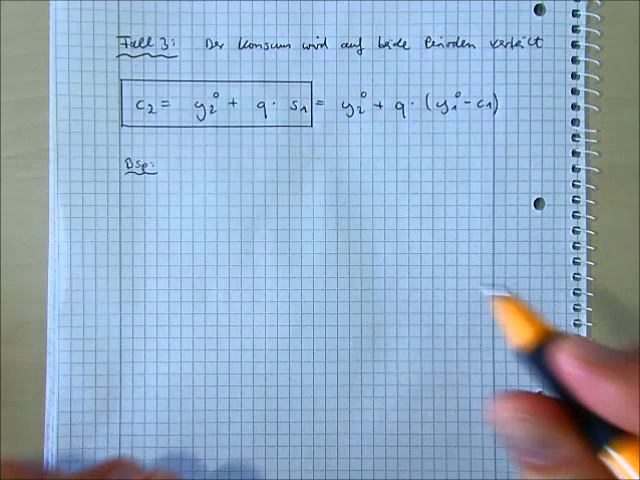 Fall 3: Der Konsum wird auf beide Perioden verteilt
c₂ = y₂⁰ + q · s₁ = y₂⁰ + q · (y₁⁰ - c₁)
Bsp: